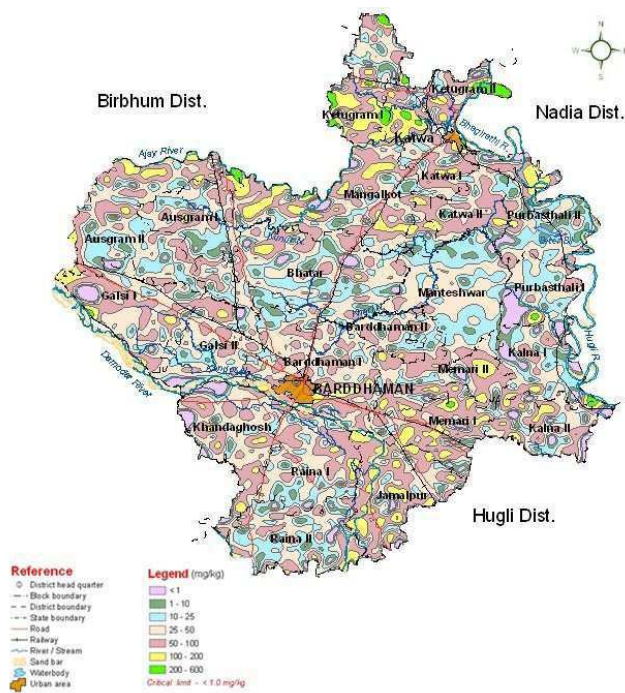 N
W E
S
Birbhum Dist.
Nadia Dist.
Ketugram II
Ketugram I
Katwa
Bhagirathi R.
Ajay River
Katwa I
Mangalkot
Katwa II
Purbasthali II
Ausgram I
Ausgram II
Bhatar
Manteshwar
Purbasthali I
Galsi I
Barddhaman II
Hugli R.
Galsi II
Kalna I
Barddhaman I
Memari II
Damodar River
BARDDHAMAN
Khandaghosh
Memari I
Kalna II
Raina I
Jamalpur
Hugli Dist.
Raina II
Reference
District head quarter
Block boundary
District boundary
State boundary
Road
Railway
River / Stream
Sand bar
Waterbody
Urban area
Legend (mg/kg)
< 1
1 - 10
10 - 25
25 - 50
50 - 100
100 - 200
200 - 600
Critical limit - < 1.0 mg/kg